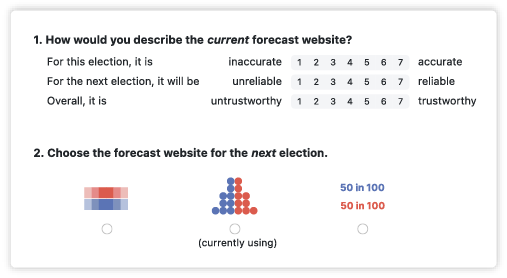 1. How would you describe the current forecast website?
For this election, it is inaccurate 1 2 3 4 5 6 7 accurate
For the next election, it will be unreliable 1 2 3 4 5 6 7 reliable
Overall, it is untrustworthy 1 2 3 4 5 6 7 trustworthy
2. Choose the forecast website for the next election.
50 in 100
50 in 100
(currently using)